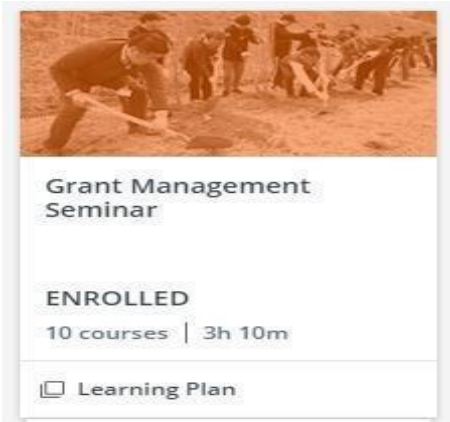 Grant Management
Seminar
ENROLLED
10 courses | 3h 10m
Learning Plan